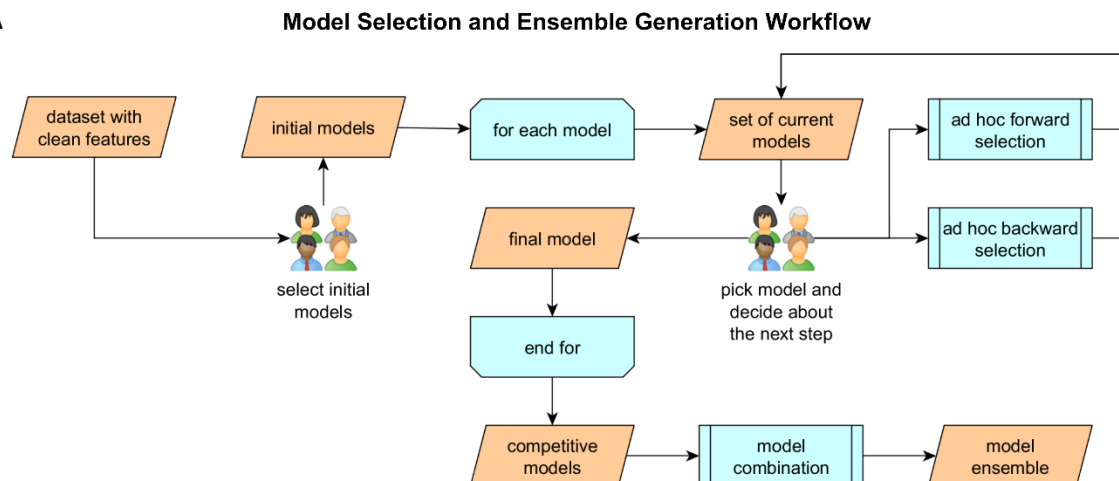 Model Selection and Ensemble Generation Workflow
dataset with
clean features
initial models
for each model
set of current
models
ad hoc forward
selection
select initial
models
final model
pick model and
decide about
the next step
ad hoc backward
selection
end for
competitive
models
model
combination
model
ensemble